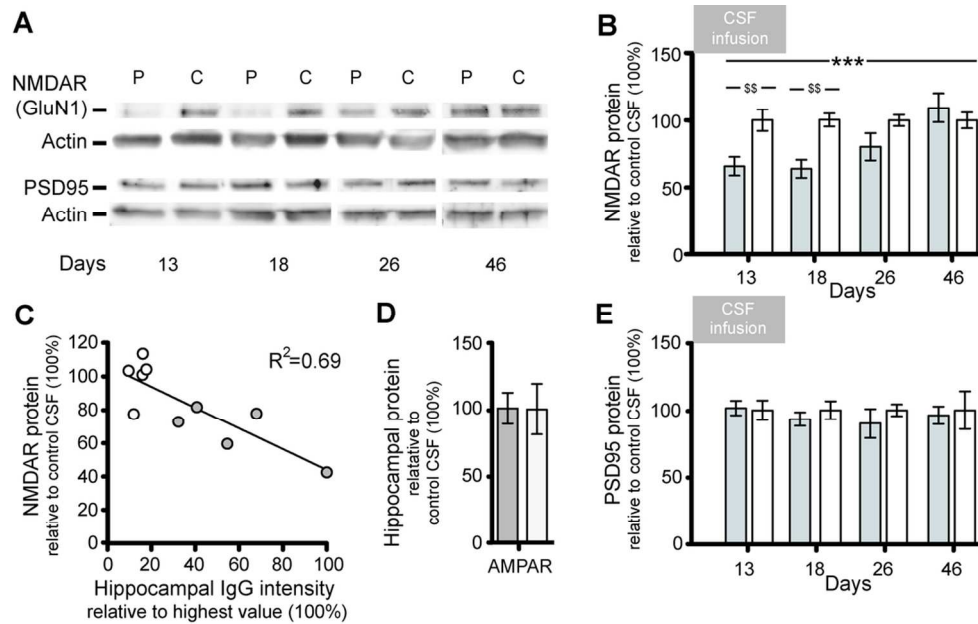 A
NMDAR
(GluN1)
P C P C P C P C
Actin
PSD95
Actin
Days 13 18 26 46
B
CSF
infusion
NMDAR protein
relative to control CSF (100%)
150
100
50
0
***
$$ $$
13 18 26 46
Days
C
NMDAR protein
relative to control CSF (100%)
120
100
80
60
40
20
0
R²=0.69
0 20 40 60 80 100
Hippocampal IgG intensity
relative to highest value (100%)
D
Hippocampal protein
reltative to
control CSF (100%)
150
100
50
0
AMPAR
E
CSF
infusion
PSD95 protein
relative to control CSF (100%)
150
100
50
0
13 18 26 46
Days